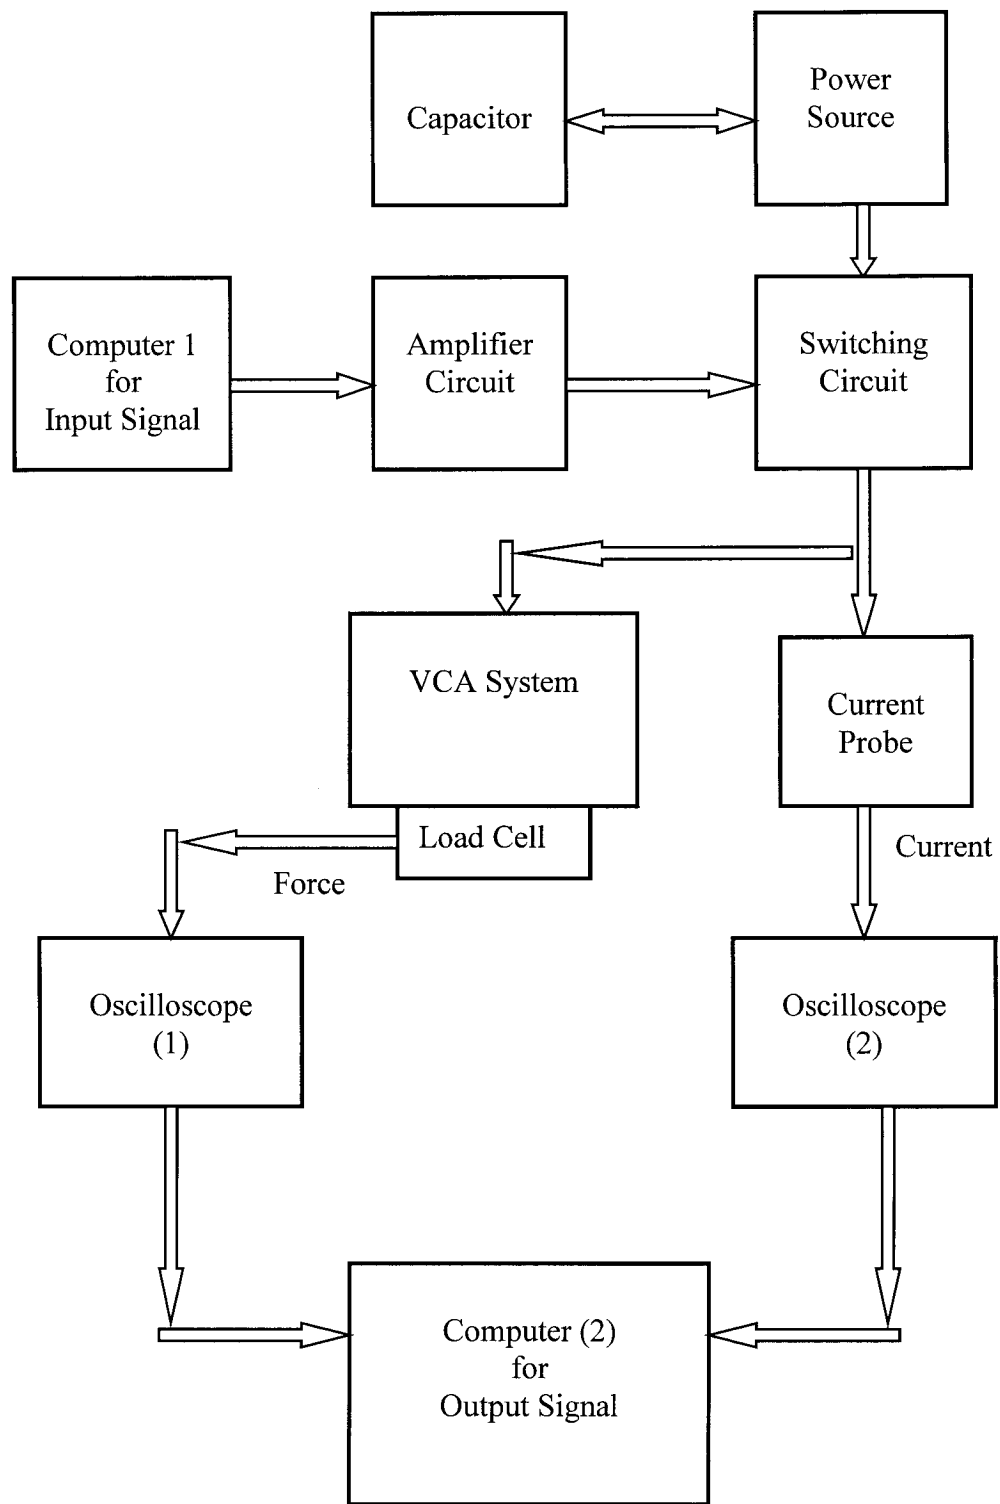 Capacitor
Power
Source
Computer 1
for
Input Signal
Amplifier
Circuit
Switching
Circuit
VCA System
Current
Probe
Load Cell
Force
Current
Oscilloscope
(1)
Oscilloscope
(2)
Computer (2)
for
Output Signal